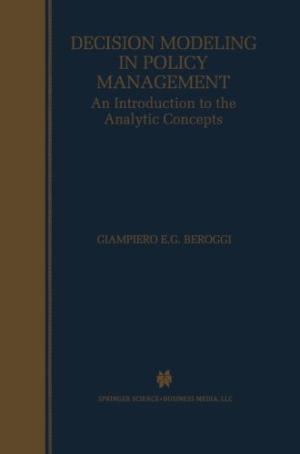 DECISION MODELING
IN POLICY
MANAGEMENT
An Introduction to the
Analytic Concepts
GIAMPIERO E.G. BEROGGI
SPRINGER SCIENCE+BUSINESS MEDIA, LLC